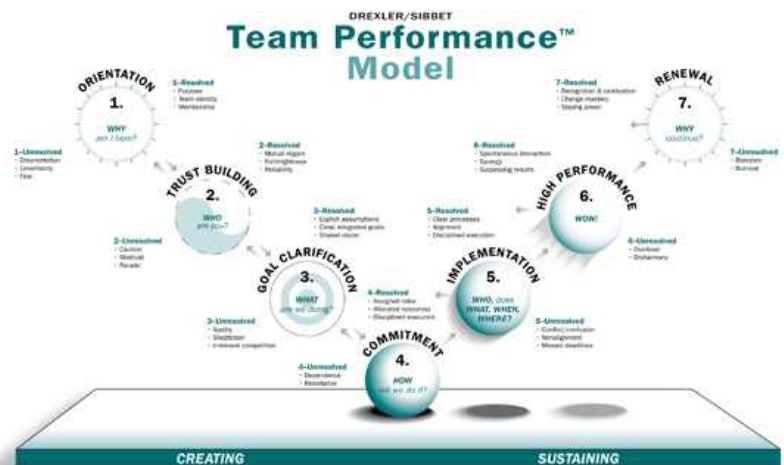 DREXLER/SIBBET
Team Performance™
Model
ORIENTATION
1.
WHY
am I here?
1–Resolved
• Purpose
• Team identity
• Membership
1–Unresolved
• Disorientation
• Uncertainty
• Fear
TRUST BUILDING
2.
WHO
are you?
2–Resolved
• Mutual regard
• Forthrightness
• Reliability
2–Unresolved
• Caution
• Mistrust
• Facade
GOAL CLARIFICATION
3.
WHAT
are we doing?
3–Resolved
• Explicit assumptions
• Clear, integrated goals
• Shared vision
3–Unresolved
• Apathy
• Skepticism
• Irrelevant competition
COMMITMENT
4.
HOW
will we do it?
4–Resolved
• Assigned roles
• Allocated resources
• Disciplined execution
4–Unresolved
• Dependence
• Resistance
IMPLEMENTATION
5.
WHO, DOES
WHAT, WHEN,
WHERE?
5–Resolved
• Clear processes
• Alignment
• Disciplined execution
5–Unresolved
• Conflict/confusion
• Nonalignment
• Missed deadlines
HIGH PERFORMANCE
6.
WOW!
6–Resolved
• Spontaneous interaction
• Synergy
• Surpassing results
6–Unresolved
• Overload
• Disharmony
RENEWAL
7.
WHY
continue?
7–Resolved
• Recognition & celebration
• Change mastery
• Staying power
7–Unresolved
• Boredom
• Burnout
CREATING
SUSTAINING